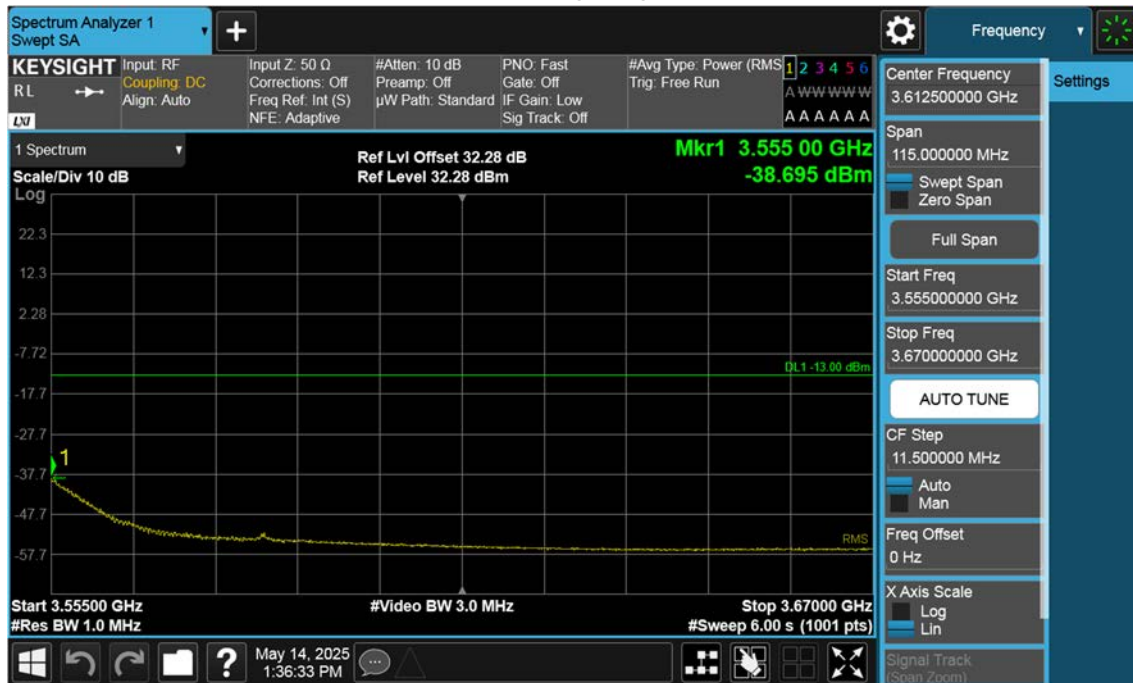 Spectrum Analyzer 1
Swept SA
Frequency
KEYSIGHT
RL
LXI
Input: RF
Coupling: DC
Align: Auto
Input Z: 50 Ω
Corrections: Off
Freq Ref: Int (S)
NFE: Adaptive
#Atten: 10 dB
Preamp: Off
µW Path: Standard
PNO: Fast
Gate: Off
IF Gain: Low
Sig Track: Off
#Avg Type: Power (RMS
Trig: Free Run
1 2 3 4 5 6
A W W W W W
A A A A A A
1 Spectrum
Scale/Div 10 dB
Ref Lvl Offset 32.28 dB
Ref Level 32.28 dBm
Mkr1 3.555 00 GHz
-38.695 dBm
Log
22.3
12.3
2.28
-7.72
DL1 -13.00 dBm
-17.7
-27.7
1
-37.7
-47.7
RMS
-57.7
Start 3.55500 GHz
#Res BW 1.0 MHz
#Video BW 3.0 MHz
Stop 3.67000 GHz
#Sweep 6.00 s (1001 pts)
?
May 14, 2025
1:36:33 PM
Center Frequency
3.612500000 GHz
Settings
Span
115.000000 MHz
Swept Span
Zero Span
Full Span
Start Freq
3.555000000 GHz
Stop Freq
3.670000000 GHz
AUTO TUNE
CF Step
11.500000 MHz
Auto
Man
Freq Offset
0 Hz
X Axis Scale
Log
Lin
Signal Track
(Span Zoom)